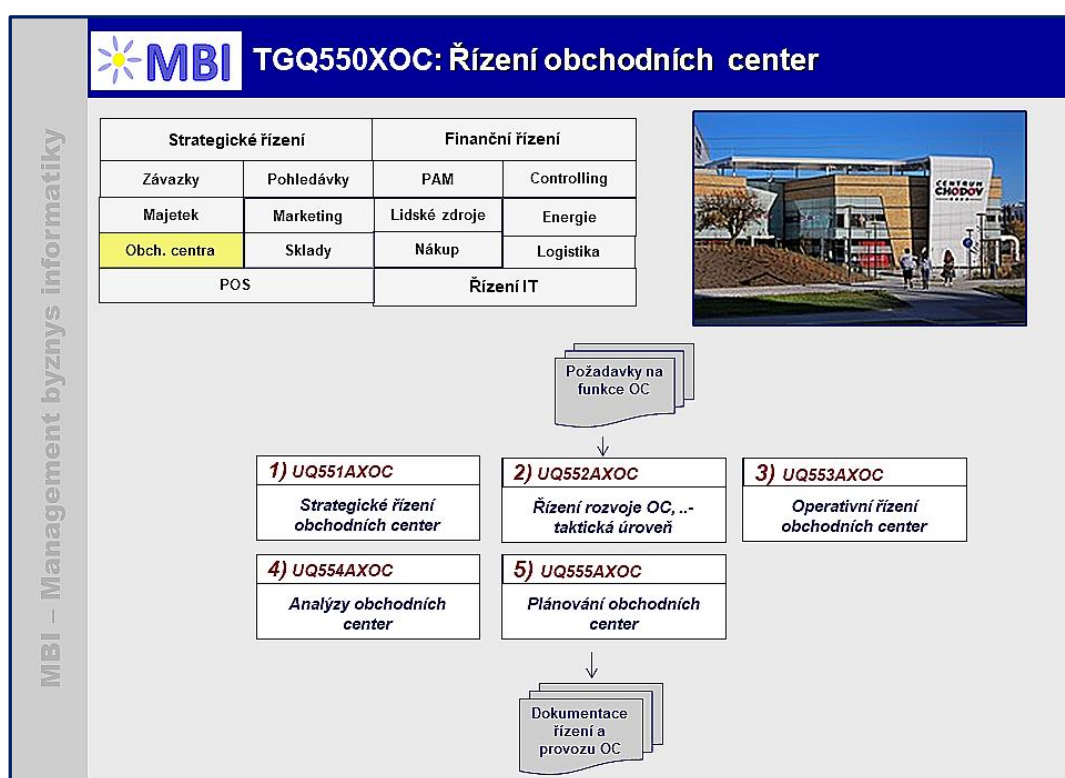 MBI
TGQ550XOC: Řízení obchodních center
MBI – Management byznys informatiky
Strategické řízení
Finanční řízení
Závazky
Pohledávky
PAM
Controlling
Majetek
Marketing
Lidské zdroje
Energie
Obch. centra
Sklady
Nákup
Logistika
POS
Řízení IT
CENTRUM
CHODOV
Požadavky na
funkce OC
1) UQ551AXOC
Strategické řízení
obchodních center
2) UQ552AXOC
Řízení rozvoje OC, ..-
taktická úroveň
3) UQ553AXOC
Operativní řízení
obchodních center
4) UQ554AXOC
Analýzy obchodních
center
5) UQ555AXOC
Plánování obchodních
center
Dokumentace
řízení a
provozu OC